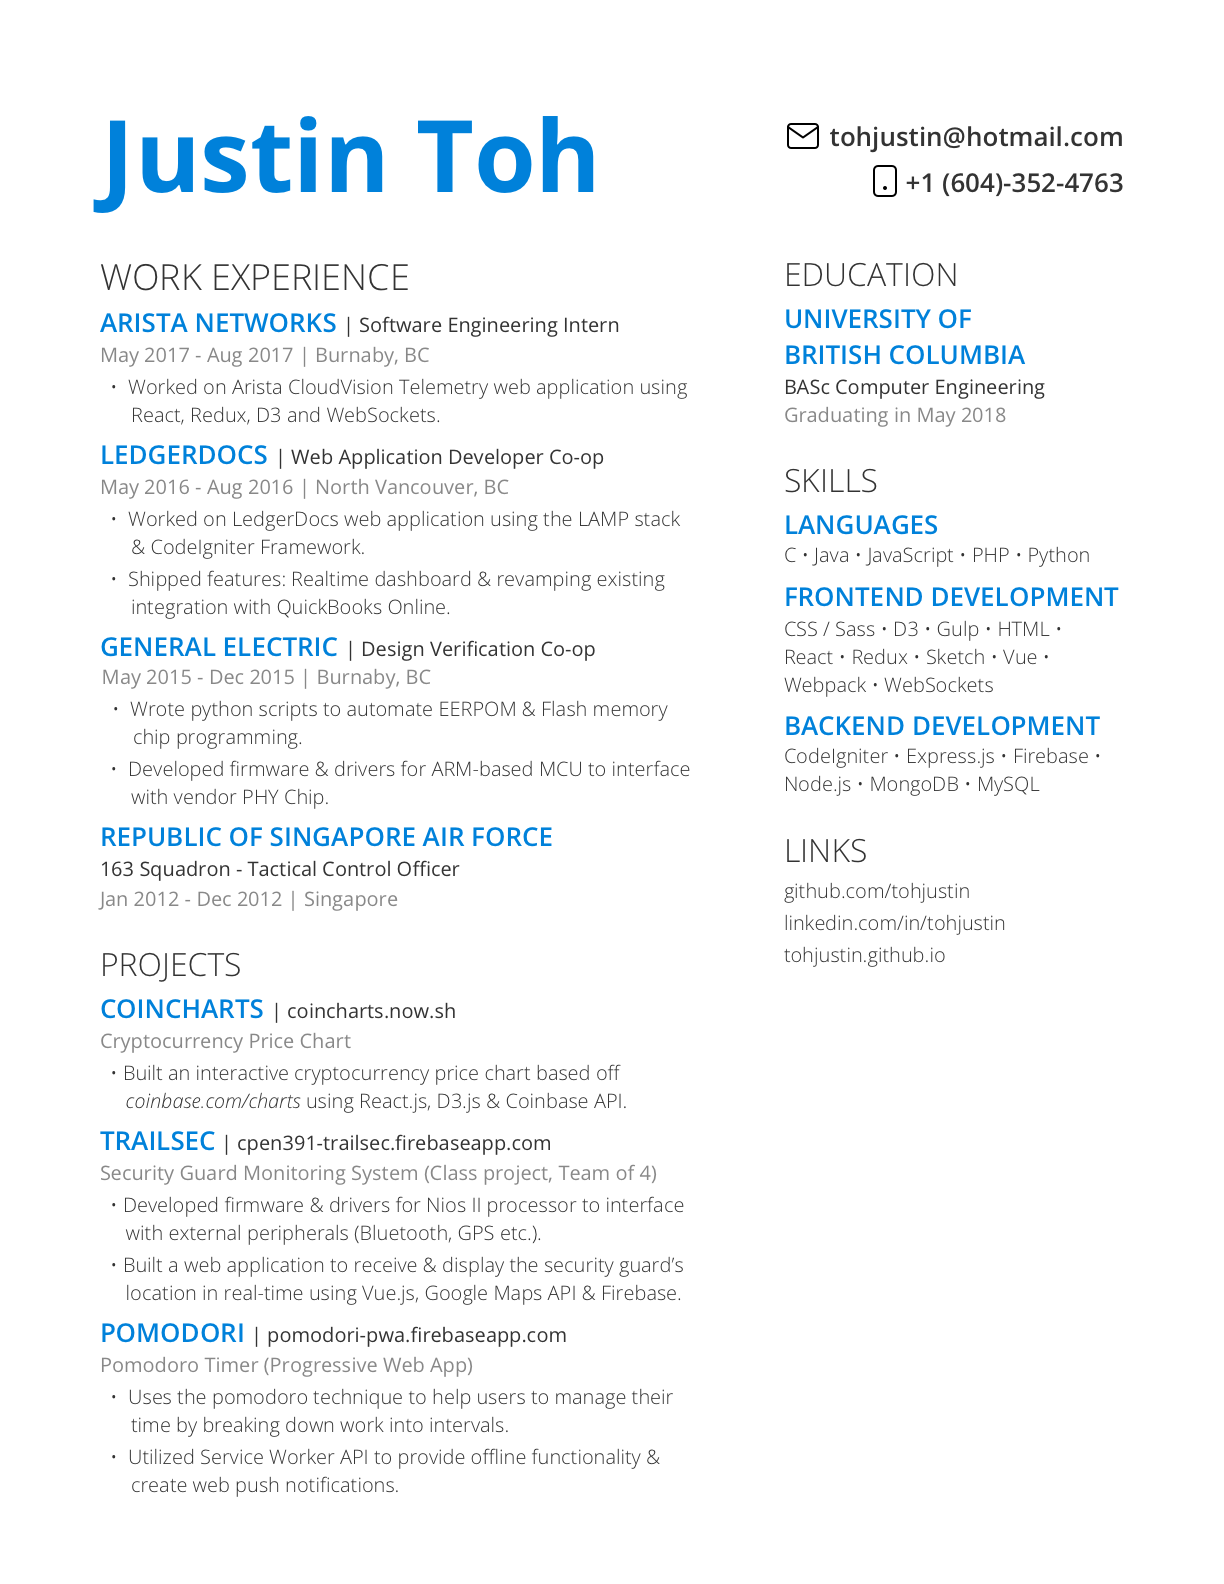 Justin Toh
tohjustin@hotmail.com
+1 (604)-352-4763
WORK EXPERIENCE
ARISTA NETWORKS | Software Engineering Intern
May 2017 - Aug 2017 | Burnaby, BC
• Worked on Arista CloudVision Telemetry web application using
React, Redux, D3 and WebSockets.
LEDGERDOCS | Web Application Developer Co-op
May 2016 - Aug 2016 | North Vancouver, BC
• Worked on LedgerDocs web application using the LAMP stack
& CodeIgniter Framework.
• Shipped features: Realtime dashboard & revamping existing
integration with QuickBooks Online.
GENERAL ELECTRIC | Design Verification Co-op
May 2015 - Dec 2015 | Burnaby, BC
• Wrote python scripts to automate EERPOM & Flash memory
chip programming.
• Developed firmware & drivers for ARM-based MCU to interface
with vendor PHY Chip.
REPUBLIC OF SINGAPORE AIR FORCE
163 Squadron - Tactical Control Officer
Jan 2012 - Dec 2012 | Singapore
PROJECTS
COINCHARTS | coincharts.now.sh
Cryptocurrency Price Chart
• Built an interactive cryptocurrency price chart based off
coinbase.com/charts using React.js, D3.js & Coinbase API.
TRAILSEC | cpen391-trailsec.firebaseapp.com
Security Guard Monitoring System (Class project, Team of 4)
• Developed firmware & drivers for Nios II processor to interface
with external peripherals (Bluetooth, GPS etc.).
• Built a web application to receive & display the security guard’s
location in real-time using Vue.js, Google Maps API & Firebase.
POMODORI | pomodori-pwa.firebaseapp.com
Pomodoro Timer (Progressive Web App)
• Uses the pomodoro technique to help users to manage their
time by breaking down work into intervals.
• Utilized Service Worker API to provide offline functionality &
create web push notifications.
EDUCATION
UNIVERSITY OF
BRITISH COLUMBIA
BASc Computer Engineering
Graduating in May 2018
SKILLS
LANGUAGES
C • Java • JavaScript • PHP • Python
FRONTEND DEVELOPMENT
CSS / Sass • D3 • Gulp • HTML •
React • Redux • Sketch • Vue •
Webpack • WebSockets
BACKEND DEVELOPMENT
CodeIgniter • Express.js • Firebase •
Node.js • MongoDB • MySQL
LINKS
github.com/tohjustin
linkedin.com/in/tohjustin
tohjustin.github.io